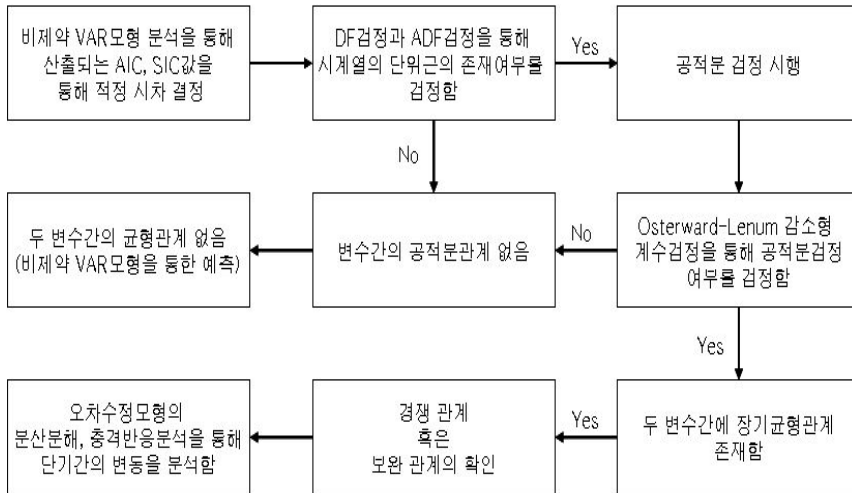 비제약 VAR모형 분석을 통해
산출되는 AIC, SIC값을
통해 적정 시차 결정
DF검정과 ADF검정을 통해
시계열의 단위근의 존재여부를
검정함
Yes
공적분 검정 시행
No
두 변수간의 균형관계 없음
(비제약 VAR모형을 통한 예측)
변수간의 공적분관계 없음
No
Osterward-Lenum 감소형
계수검정을 통해 공적분검정
여부를 검정함
Yes
오차수정모형의
분산분해, 충격반응분석을 통해
단기간의 변동을 분석함
경쟁 관계
혹은
보완 관계의 확인
Yes
두 변수간에 장기균형관계
존재함